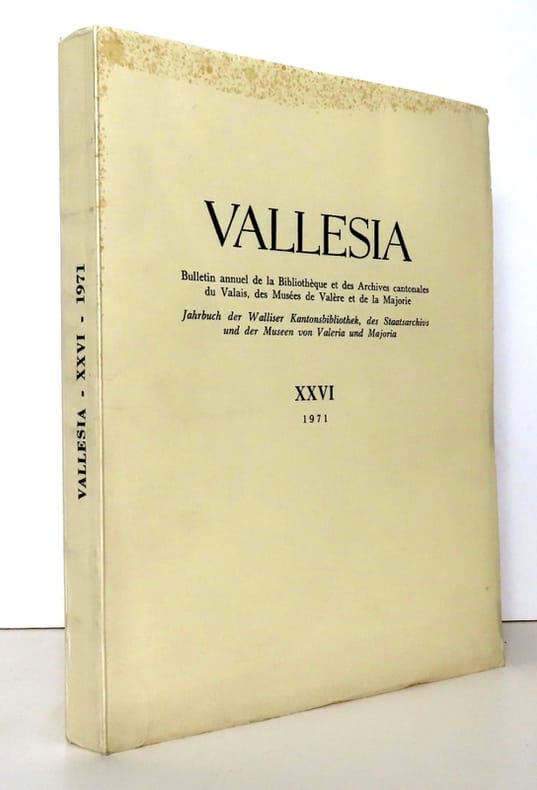 VALLESIA
Bulletin annuel de la Bibliothèque et des Archives cantonales
du Valais, des Musées de Valère et de la Majorie
Jahrbuch der Walliser Kantonsbibliothek, des Staatsarchivs
und der Museen von Valeria und Majoria
XXVI
1971
VALLESIA - XXVI - 1971